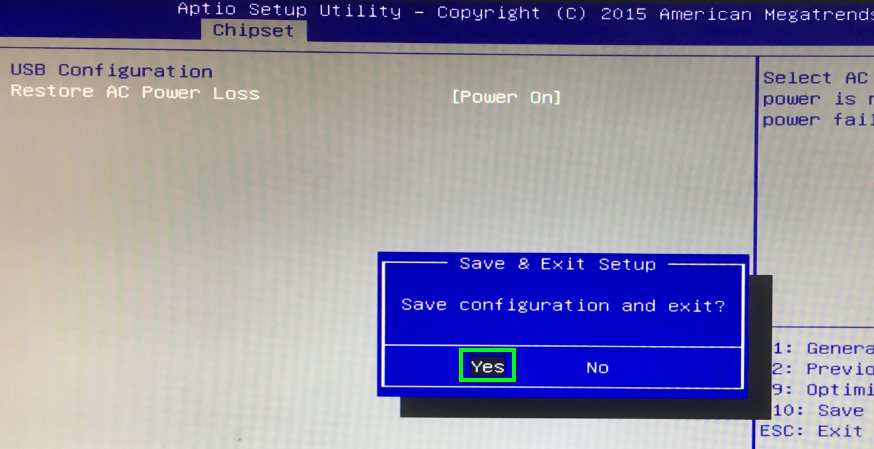 Aptio Setup Utility – Copyright (C) 2015 American Megatrends
Chipset
USB Configuration
Restore AC Power Loss [Power On]
Select AC
power is
power fail
Save & Exit Setup
Save configuration and exit?
Yes No
1: General
2: Previo
9: Optimi
10: Save
ESC: Exit